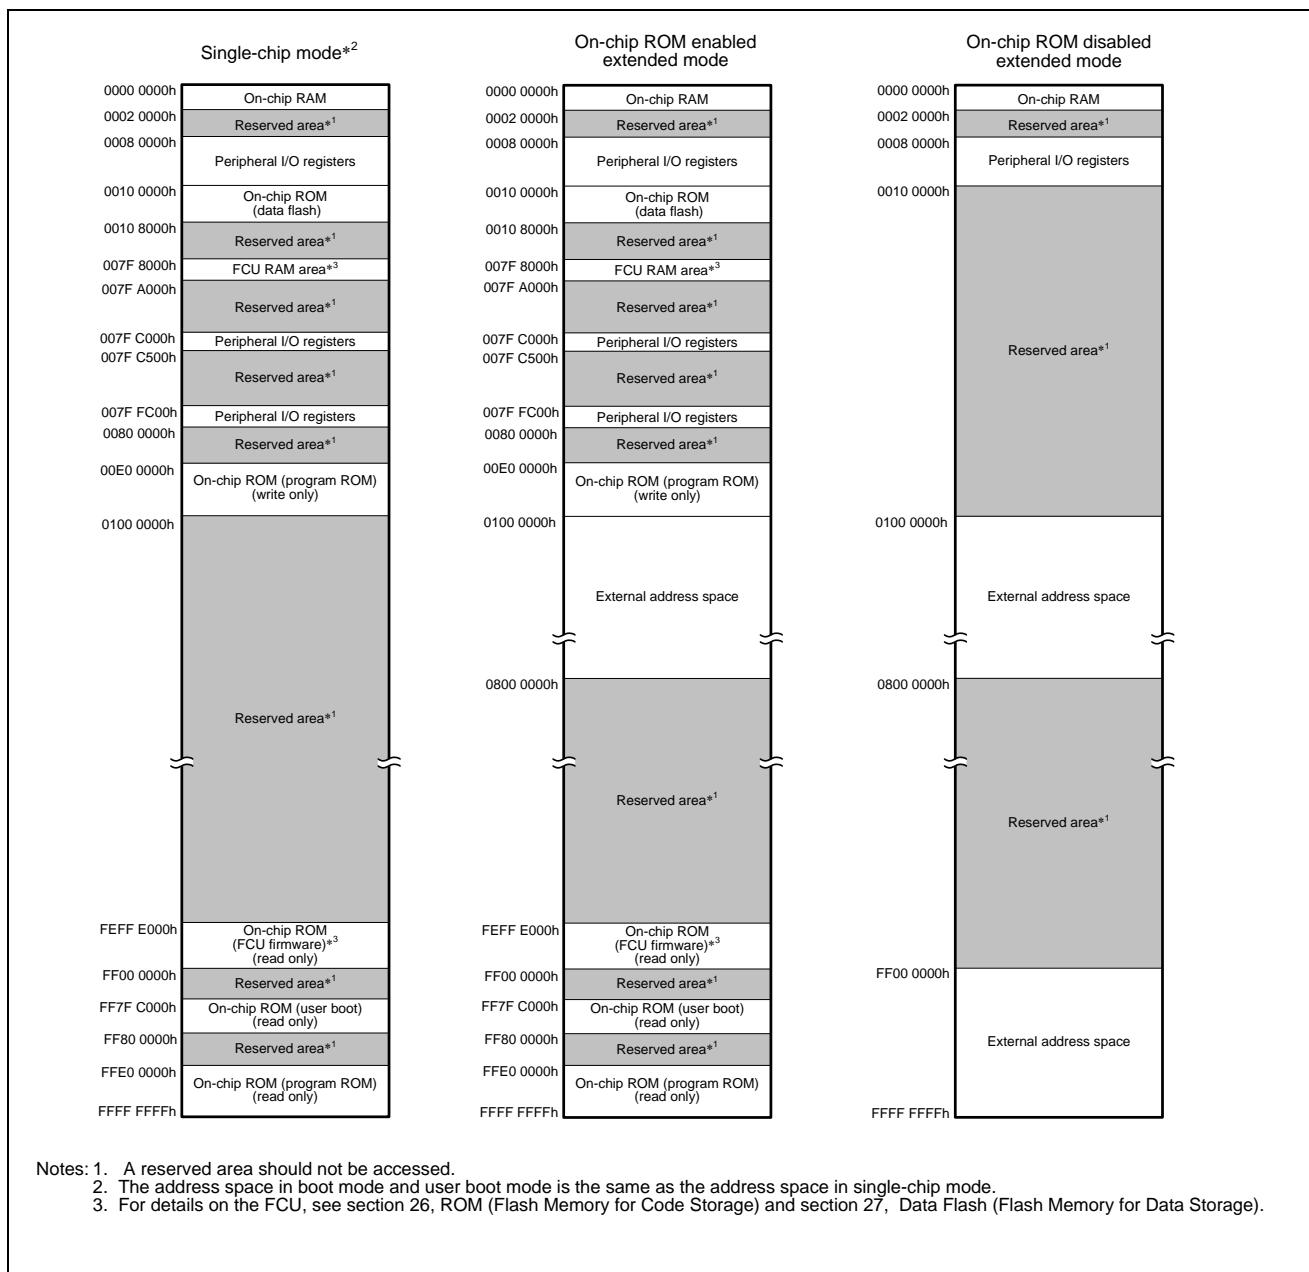 Single-chip mode*2
0000 0000h
On-chip RAM
0002 0000h
Reserved area*1
0008 0000h
Peripheral I/O registers
0010 0000h
On-chip ROM
(data flash)
0010 8000h
Reserved area*1
007F 8000h
FCU RAM area*3
007F A000h
Reserved area*1
007F C000h
Peripheral I/O registers
007F C500h
Reserved area*1
007F FC00h
Peripheral I/O registers
0080 0000h
Reserved area*1
00E0 0000h
On-chip ROM (program ROM)
(write only)
0100 0000h
Reserved area*1
FEFF E000h
On-chip ROM
(FCU firmware)*3
(read only)
FF00 0000h
Reserved area*1
FF7F C000h
On-chip ROM (user boot)
(read only)
FF80 0000h
Reserved area*1
FFE0 0000h
On-chip ROM (program ROM)
(read only)
FFFF FFFFh
On-chip ROM enabled
extended mode
0000 0000h
On-chip RAM
0002 0000h
Reserved area*1
0008 0000h
Peripheral I/O registers
0010 0000h
On-chip ROM
(data flash)
0010 8000h
Reserved area*1
007F 8000h
FCU RAM area*3
007F A000h
Reserved area*1
007F C000h
Peripheral I/O registers
007F C500h
Reserved area*1
007F FC00h
Peripheral I/O registers
0080 0000h
Reserved area*1
00E0 0000h
On-chip ROM (program ROM)
(write only)
0100 0000h
External address space
0800 0000h
Reserved area*1
FEFF E000h
On-chip ROM
(FCU firmware)*3
(read only)
FF00 0000h
Reserved area*1
FF7F C000h
On-chip ROM (user boot)
(read only)
FF80 0000h
Reserved area*1
FFE0 0000h
On-chip ROM (program ROM)
(read only)
FFFF FFFFh
On-chip ROM disabled
extended mode
0000 0000h
On-chip RAM
0002 0000h
Reserved area*1
0008 0000h
Peripheral I/O registers
0010 0000h
Reserved area*1
0100 0000h
External address space
0800 0000h
Reserved area*1
FF00 0000h
External address space
FFFF FFFFh
Notes: 1. A reserved area should not be accessed.
2. The address space in boot mode and user boot mode is the same as the address space in single-chip mode.
3. For details on the FCU, see section 26, ROM (Flash Memory for Code Storage) and section 27, Data Flash (Flash Memory for Data Storage).